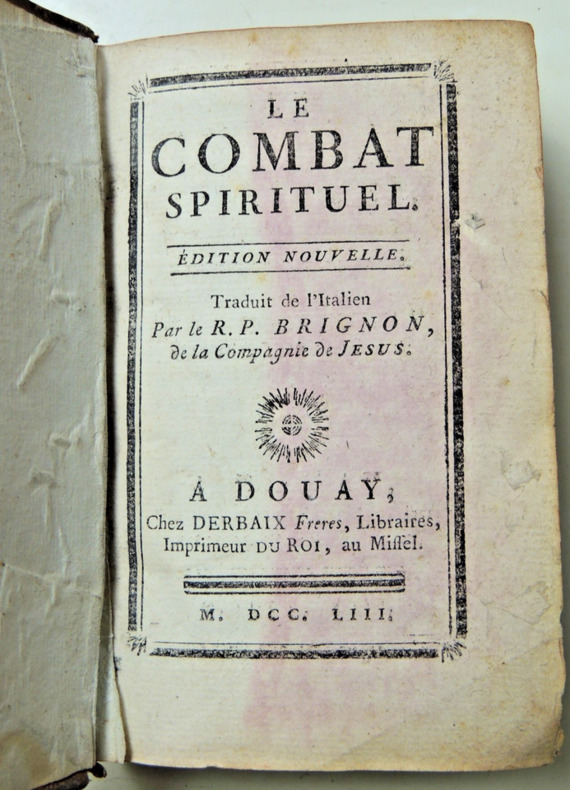 LE
COMBAT
SPIRITUEL.
ÉDITION NOUVELLE.
Traduit de l'Italien
Par le R. P. BRIGNON,
de la Compagnie de JESUS.
A DOUAY,
Chez DERBAIX Freres, Libraires,
Imprimeur DU ROI, au Miſſel.
M. DCC. LIII.